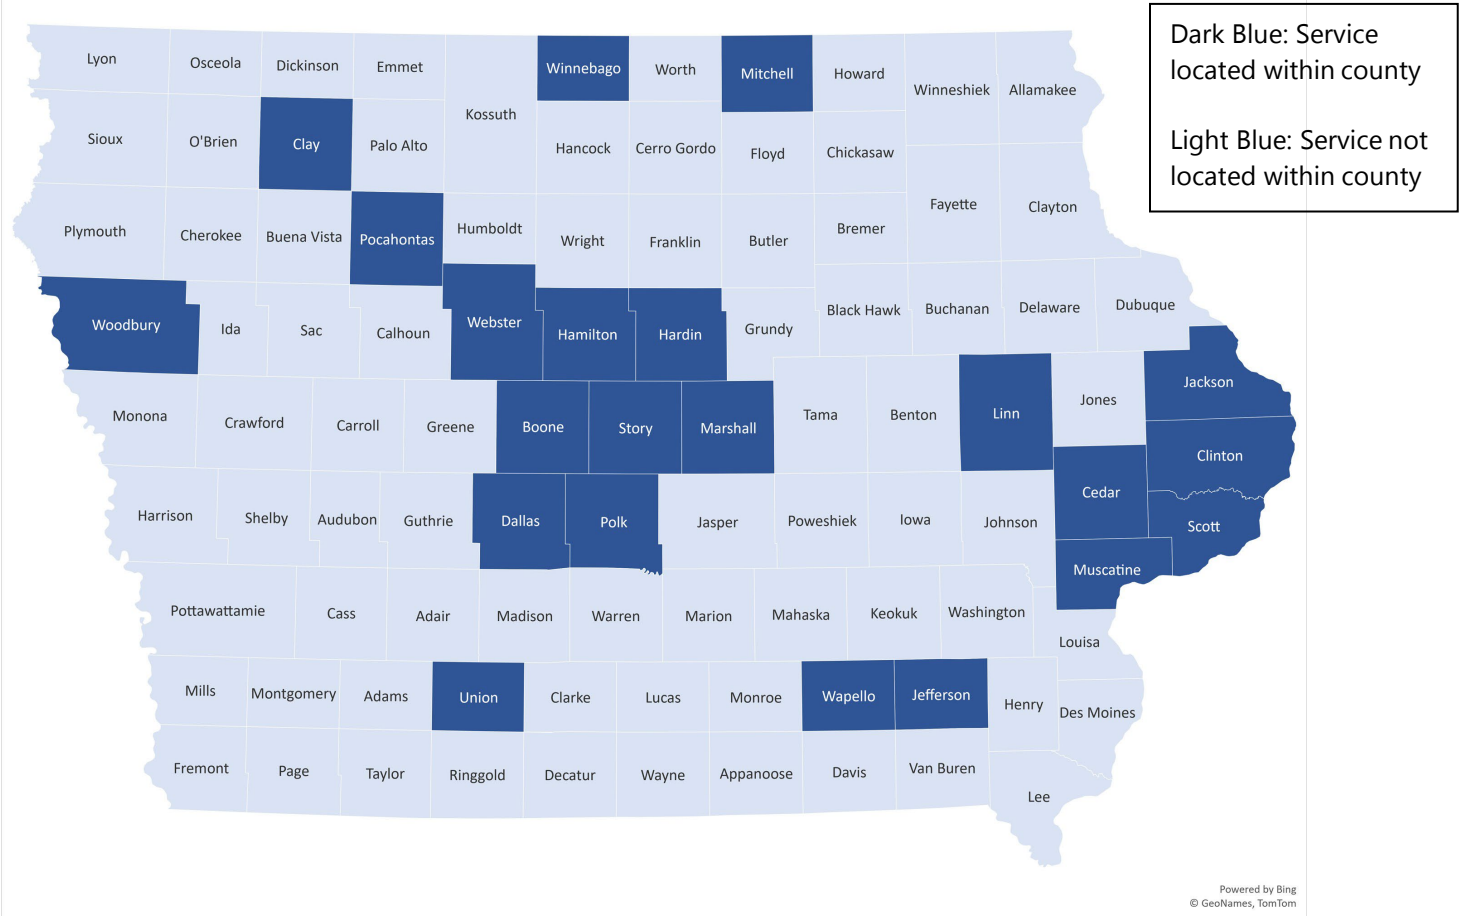 Dark Blue: Service
located within county
Light Blue: Service not
located within county
Lyon
Osceola
Dickinson
Emmet
Kossuth
Winnebago
Worth
Mitchell
Howard
Winneshiek
Allamakee
Sioux
O'Brien
Clay
Palo Alto
Hancock
Cerro Gordo
Floyd
Chickasaw
Fayette
Clayton
Plymouth
Cherokee
Buena Vista
Pocahontas
Humboldt
Wright
Franklin
Butler
Bremer
Woodbury
Ida
Sac
Calhoun
Webster
Hamilton
Hardin
Grundy
Black Hawk
Buchanan
Delaware
Dubuque
Monona
Crawford
Carroll
Greene
Boone
Story
Marshall
Tama
Benton
Linn
Jones
Jackson
Clinton
Cedar
Scott
Harrison
Shelby
Audubon
Guthrie
Dallas
Polk
Jasper
Poweshiek
Iowa
Johnson
Muscatine
Pottawattamie
Cass
Adair
Madison
Warren
Marion
Mahaska
Keokuk
Washington
Louisa
Mills
Montgomery
Adams
Union
Clarke
Lucas
Monroe
Wapello
Jefferson
Henry
Des Moines
Fremont
Page
Taylor
Ringgold
Decatur
Wayne
Appanoose
Davis
Van Buren
Lee
Powered by Bing
© GeoNames, TomTom